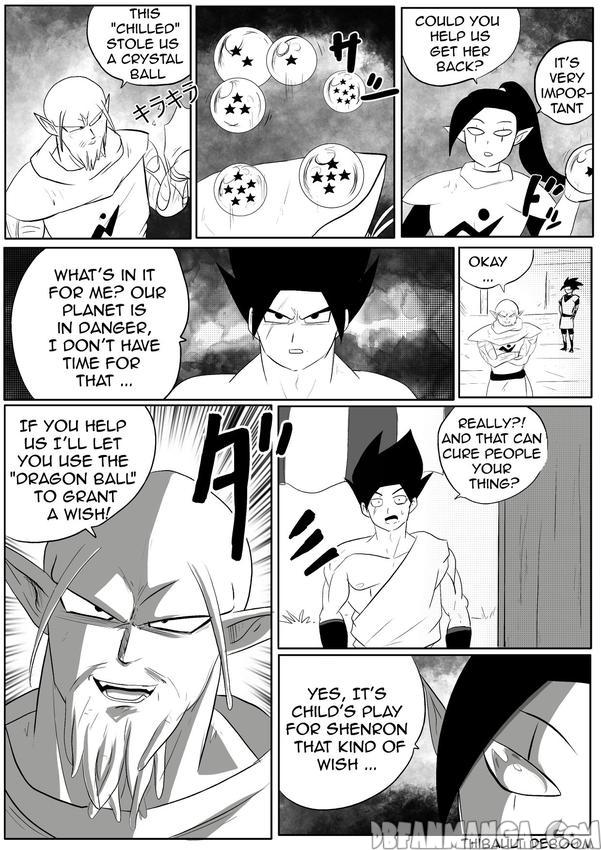 THIS
"CHILLED"
STOLE US
A CRYSTAL
BALL
キラキラ
ザッ
COULD YOU
HELP US
GET HER
BACK?
IT'S
VERY
IMPOR-
TANT
WHAT'S IN IT
FOR ME? OUR
PLANET IS
IN DANGER,
I DON'T HAVE
TIME FOR
THAT ...
OKAY
...
IF YOU HELP
US I'LL LET
YOU USE THE
"DRAGON BALL"
TO GRANT
A WISH!
REALLY?!
AND THAT CAN
CURE PEOPLE
YOUR
THING?
YES, IT'S
CHILD'S PLAY
FOR SHENRON
THAT KIND OF
WISH ...
DBFANMANGA.COM
THIBAULT DEBOOM